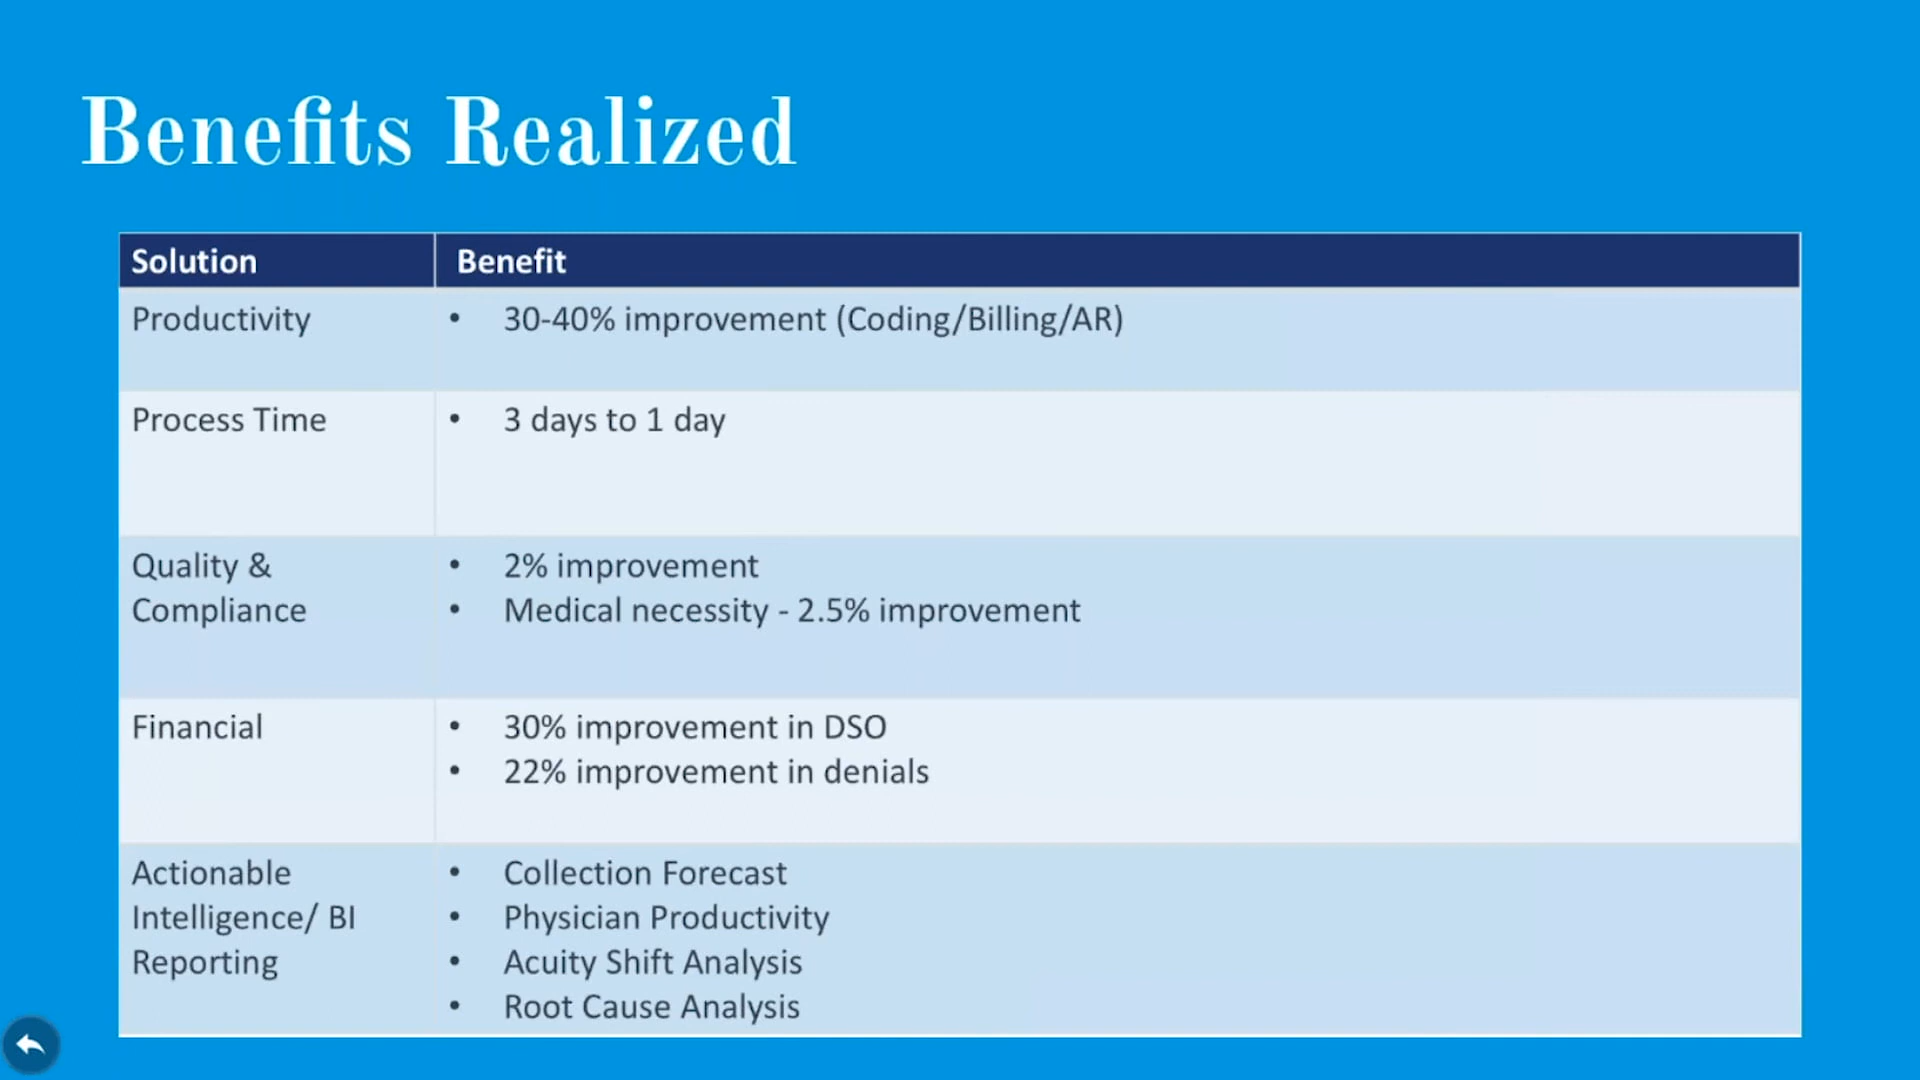 Benefits Realized
Solution
Benefit
Productivity
• 30-40% improvement (Coding/Billing/AR)
Process Time
• 3 days to 1 day
Quality &
Compliance
• 2% improvement
• Medical necessity - 2.5% improvement
Financial
• 30% improvement in DSO
• 22% improvement in denials
Actionable
Intelligence/ BI
Reporting
• Collection Forecast
• Physician Productivity
• Acuity Shift Analysis
• Root Cause Analysis